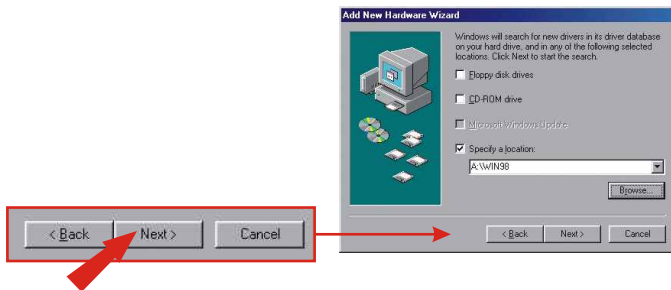 Add New Hardware Wizard
Windows will search for new drivers in its driver database
on your hard drive, and in any of the following selected
locations. Click Next to start the search.
Floppy disk drives
CD-ROM drive
Microsoft Windows Update
Specify a location:
A:\WIN98
Browse...
< Back
Next >
Cancel
< Back
Next >
Cancel